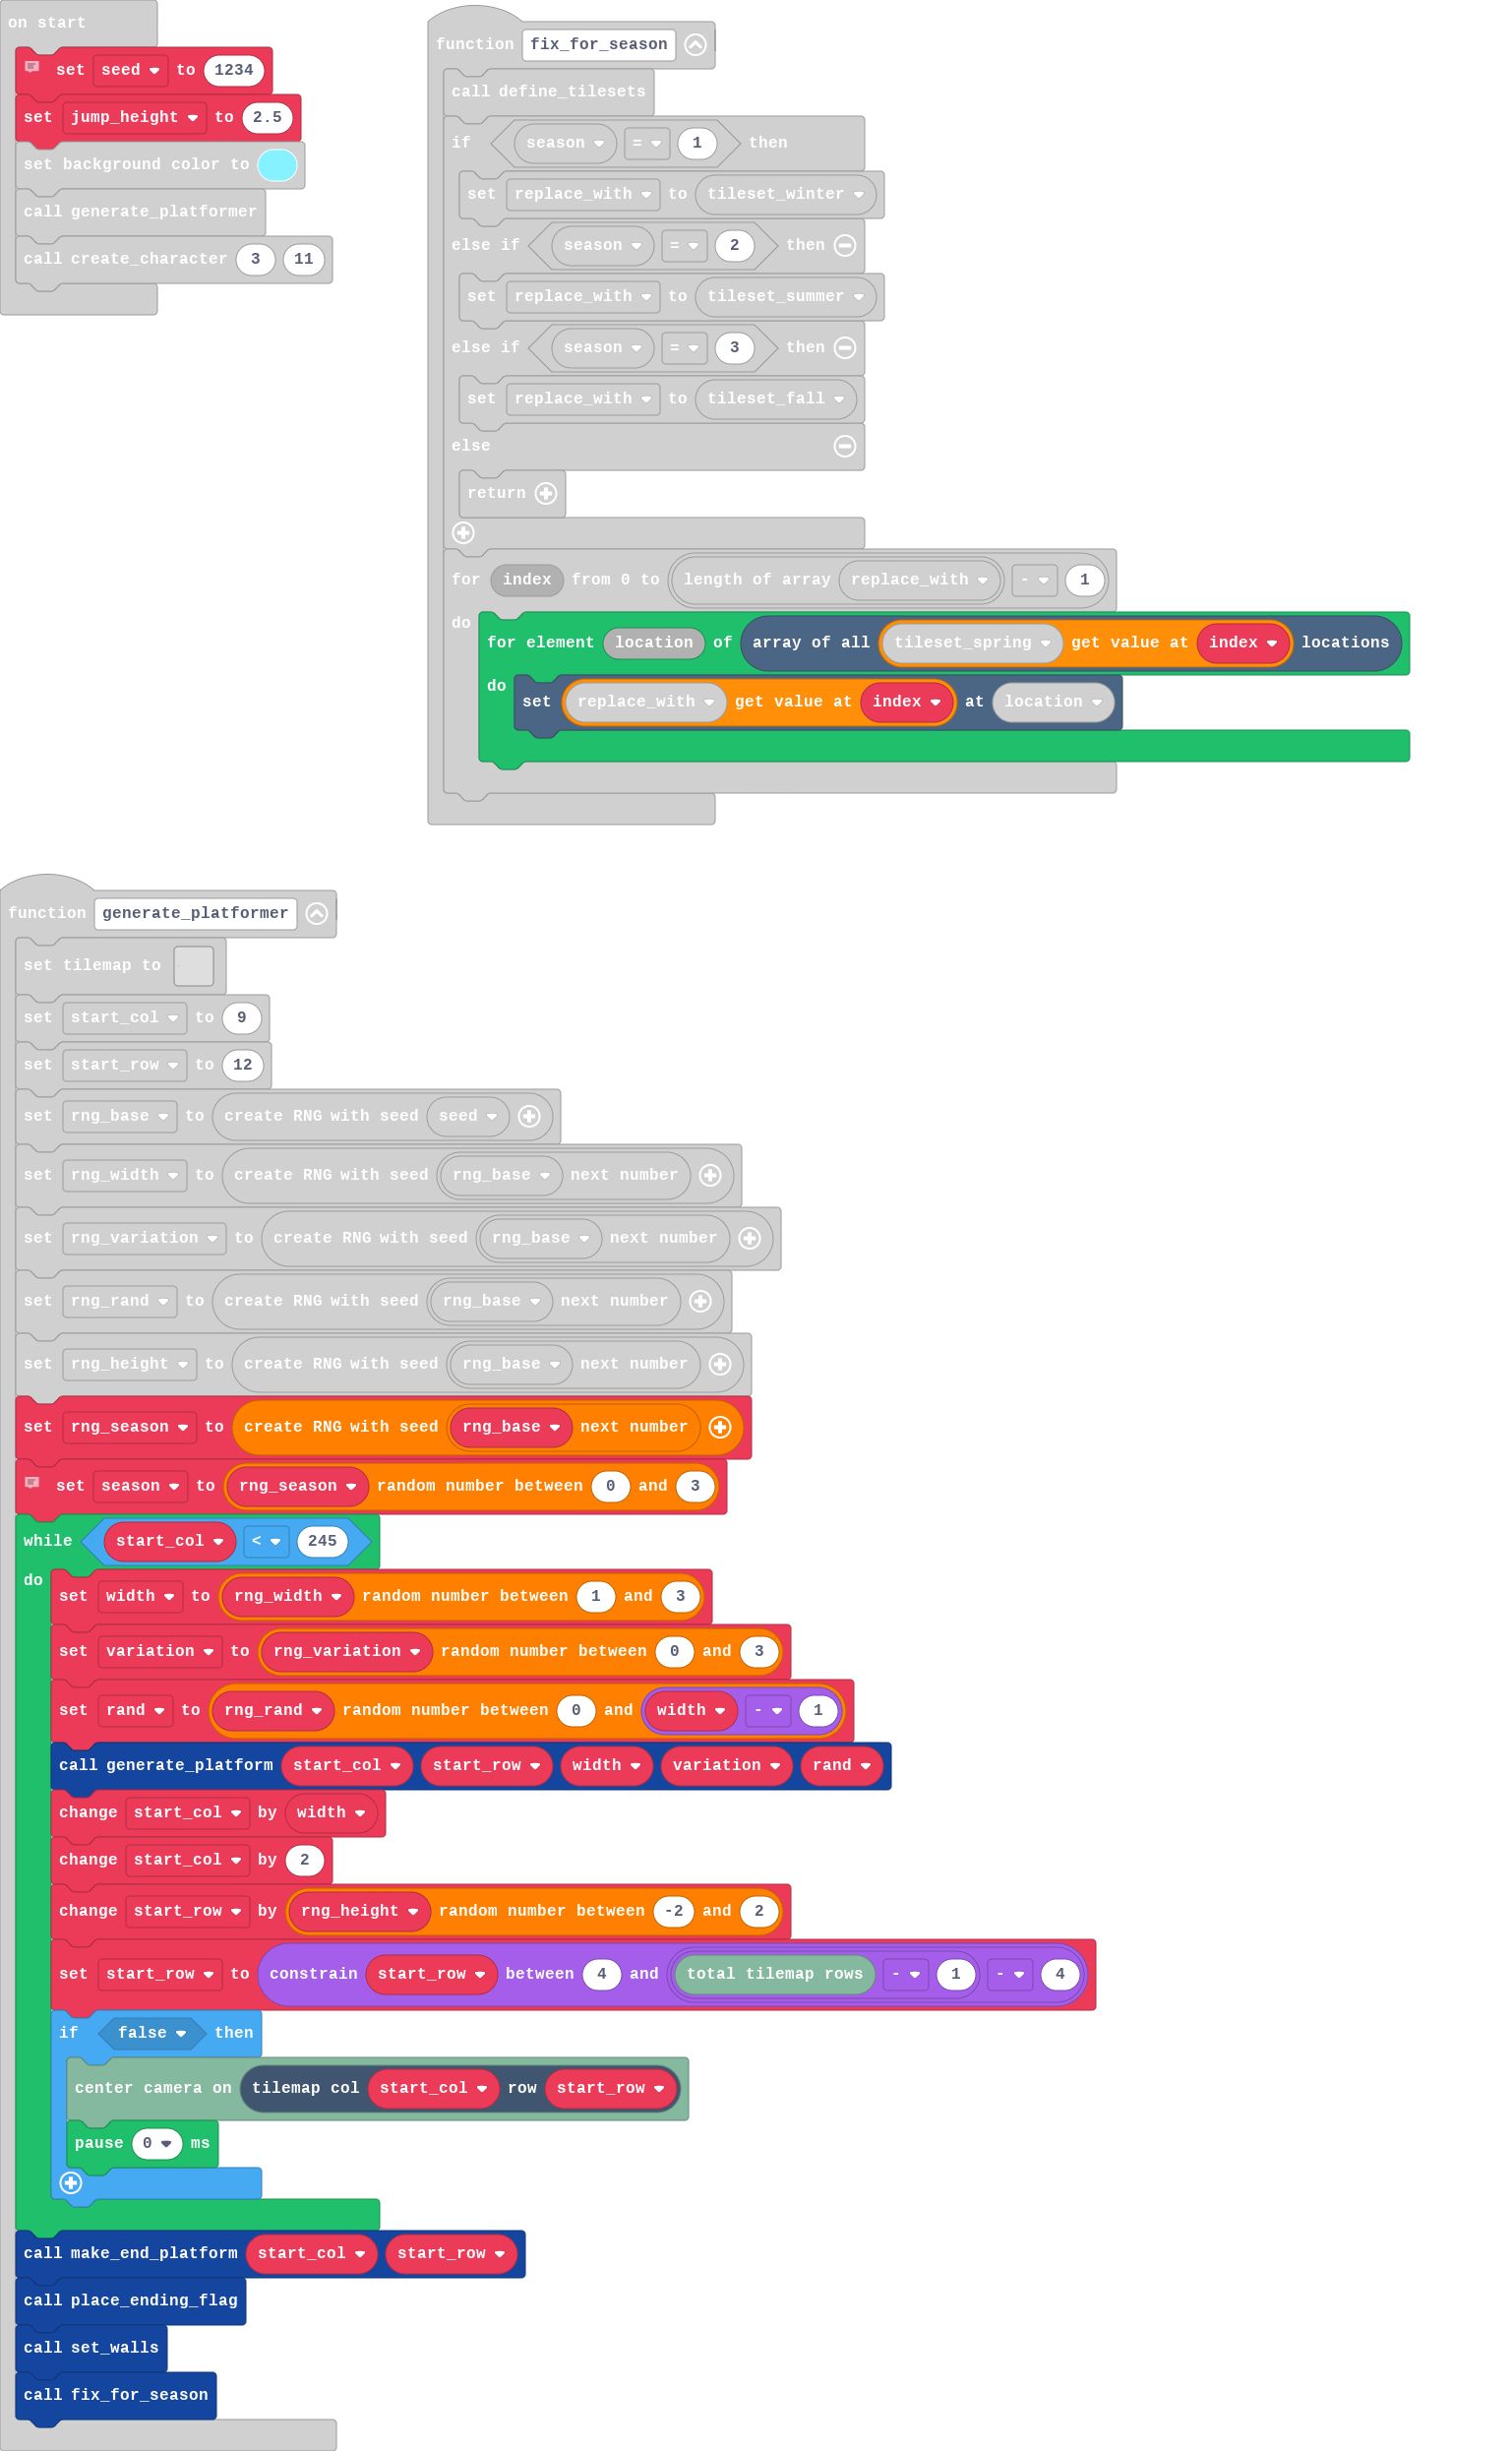 on start
set seed to 1234
set jump_height to 2.5
set background color to
call generate_platformer
call create_character 3 11
function fix_for_season
call define_tilesets
if season = 1 then
set replace_with to tileset_winter
else if season = 2 then
set replace_with to tileset_summer
else if season = 3 then
set replace_with to tileset_fall
else
return
for index from 0 to length of array replace_with - 1
do
for element location of array of all tileset_spring get value at index locations
do
set replace_with get value at index at location
function generate_platformer
set tilemap to
set start_col to 9
set start_row to 12
set rng_base to create RNG with seed seed
set rng_width to create RNG with seed rng_base next number
set rng_variation to create RNG with seed rng_base next number
set rng_rand to create RNG with seed rng_base next number
set rng_height to create RNG with seed rng_base next number
set rng_season to create RNG with seed rng_base next number
set season to rng_season random number between 0 and 3
while start_col < 245
do
set width to rng_width random number between 1 and 3
set variation to rng_variation random number between 0 and 3
set rand to rng_rand random number between 0 and width - 1
call generate_platform start_col start_row width variation rand
change start_col by width
change start_col by 2
change start_row by rng_height random number between -2 and 2
set start_row to constrain start_row between 4 and total tilemap rows - 1 - 4
if false then
center camera on tilemap col start_col row start_row
pause 0 ms
call make_end_platform start_col start_row
call place_ending_flag
call set_walls
call fix_for_season